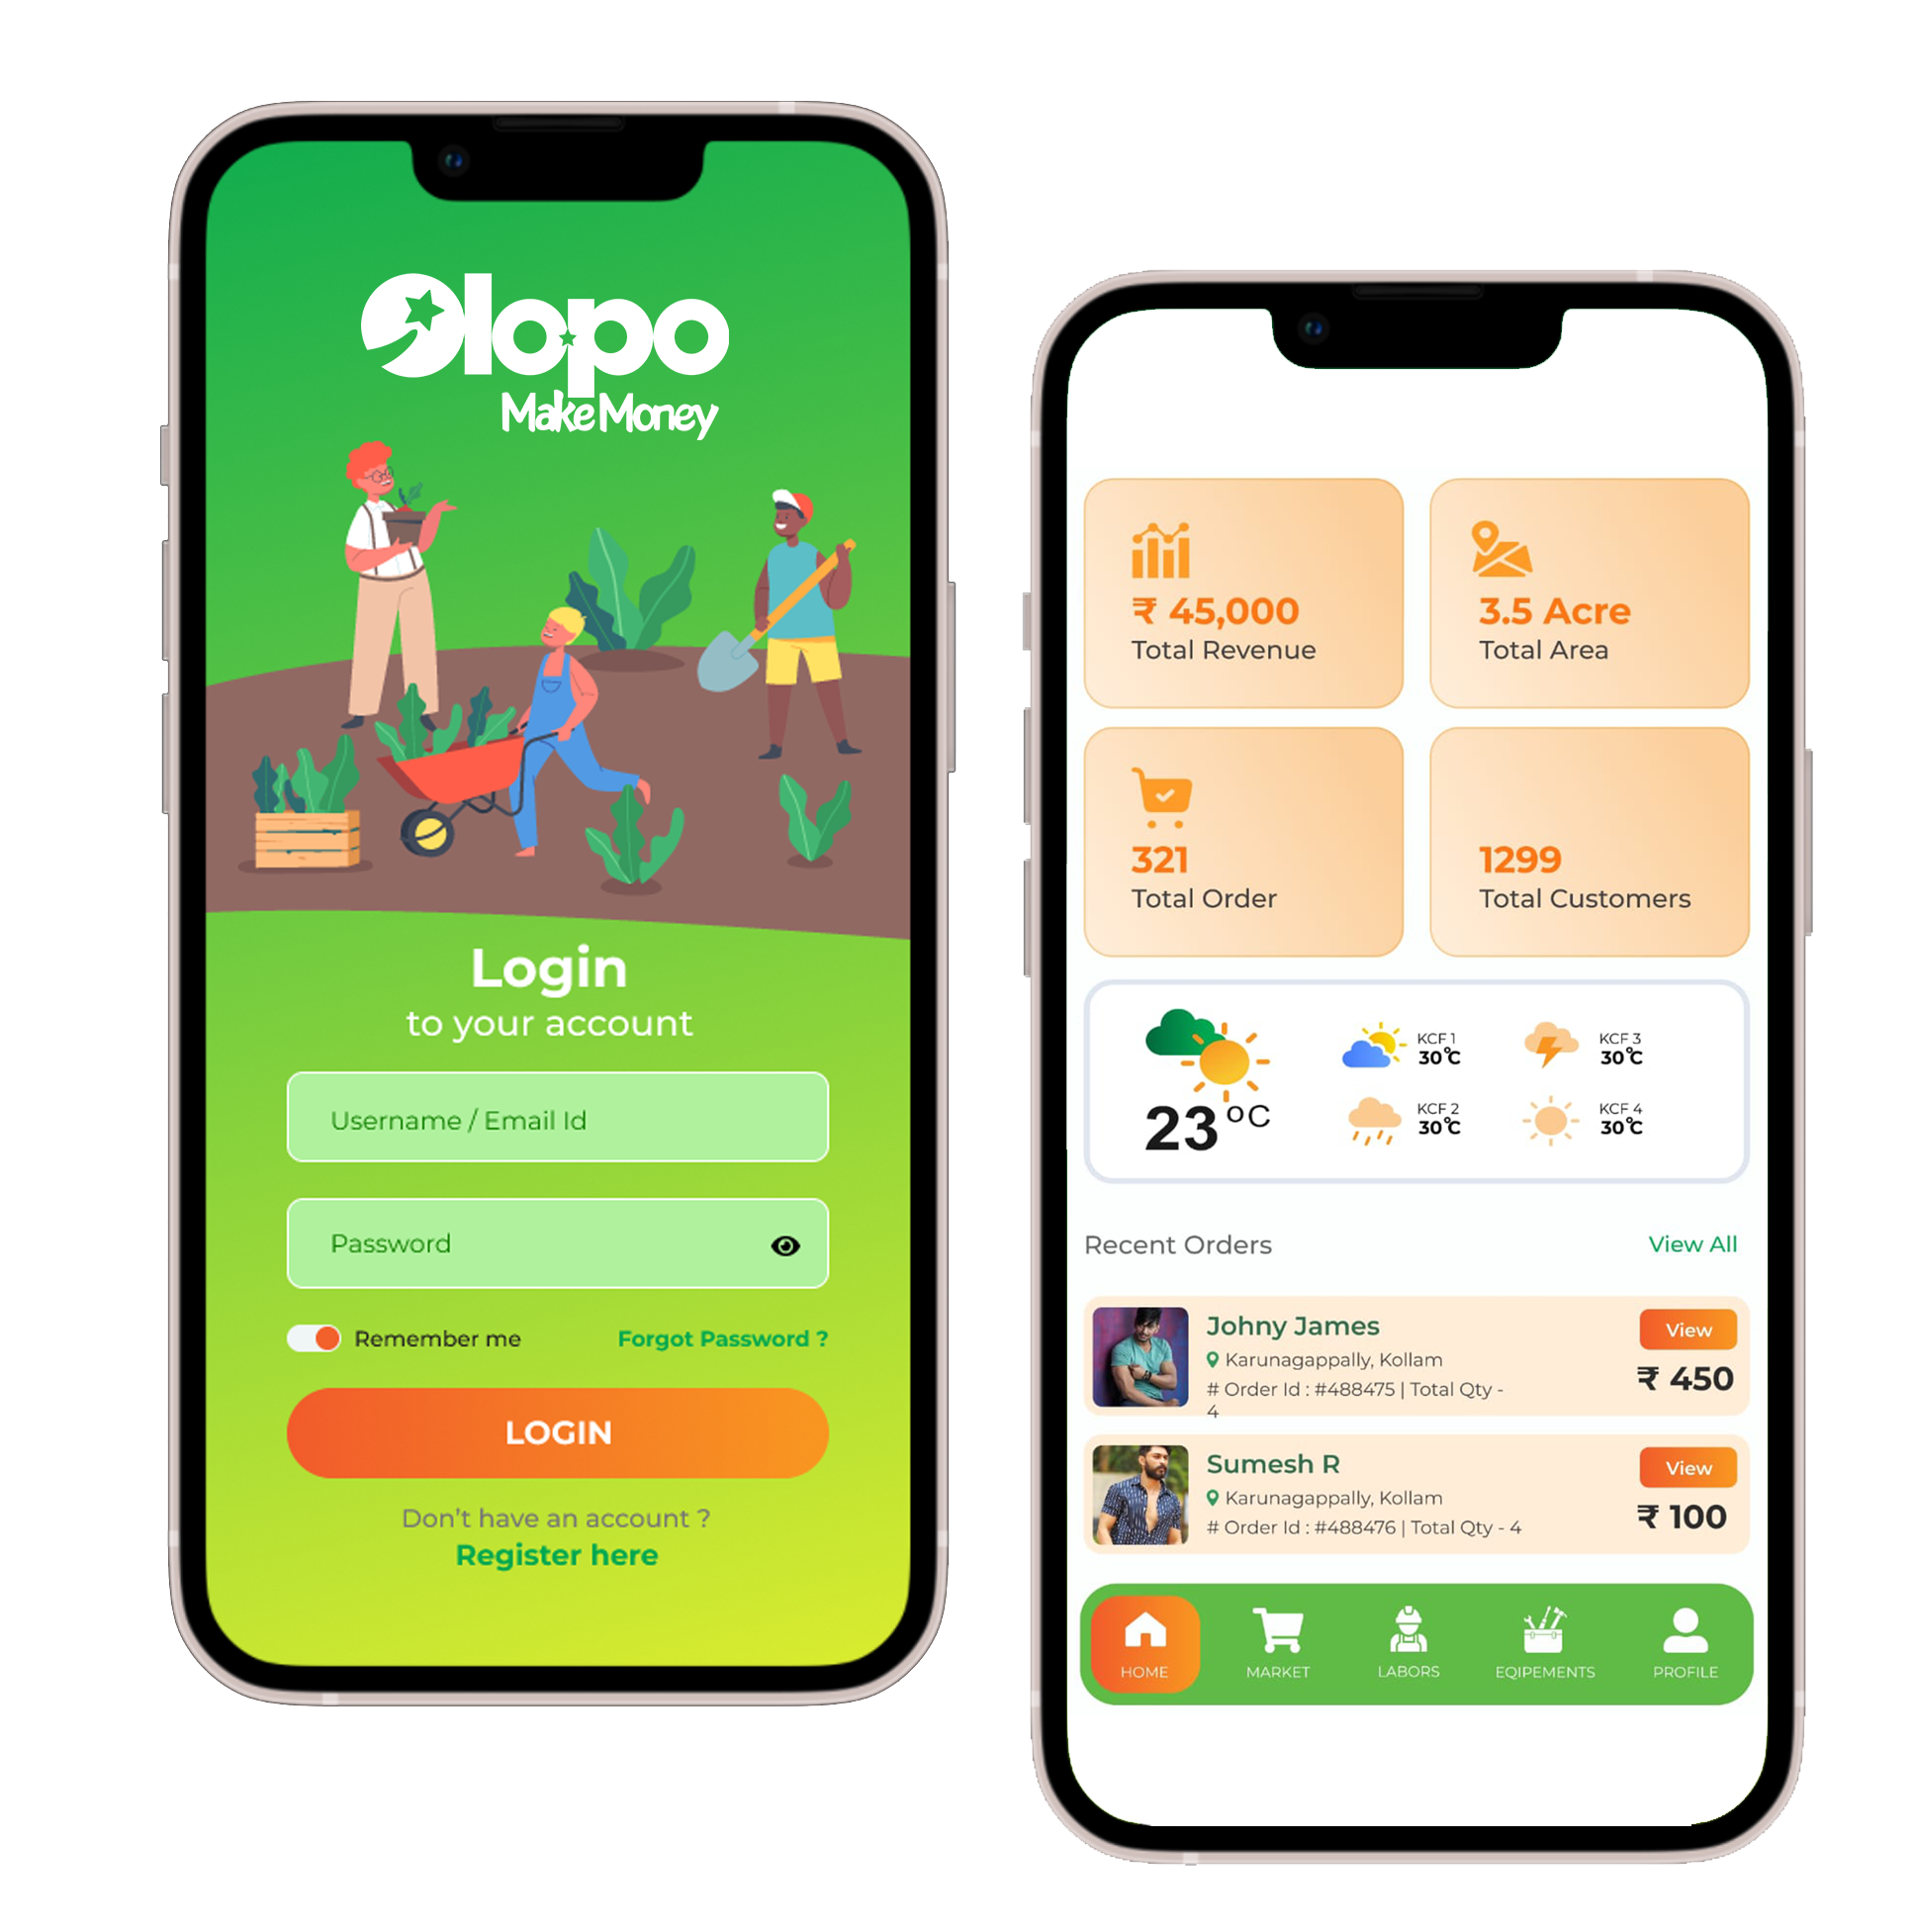 Olopo
Make Money
Login
to your account
Username / Email Id
Password
Remember me
Forgot Password ?
LOGIN
Don't have an account ?
Register here
₹ 45,000
Total Revenue
3.5 Acre
Total Area
321
Total Order
1299
Total Customers
23 °C
KCF 1
30°C
KCF 3
30°C
KCF 2
30°C
KCF 4
30°C
Recent Orders
View All
Johny James
View
Karunagappally, Kollam
₹ 450
# Order Id : #488475 | Total Qty -
4
Sumesh R
View
Karunagappally, Kollam
₹ 100
# Order Id : #488476 | Total Qty - 4
HOME
MARKET
LABORS
EQIPEMENTS
PROFILE